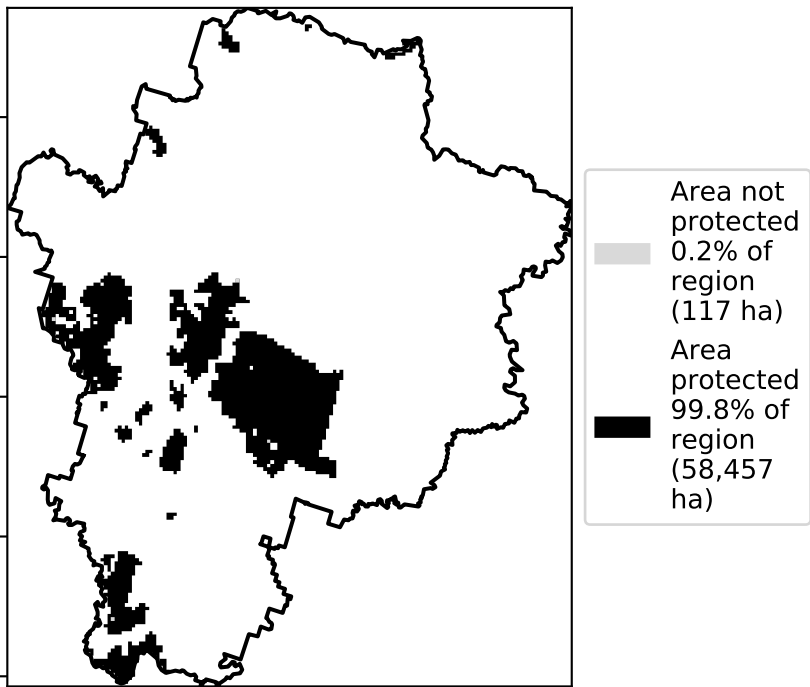 Area not
protected
0.2% of
region
(117 ha)
Area
protected
99.8% of
region
(58,457
ha)